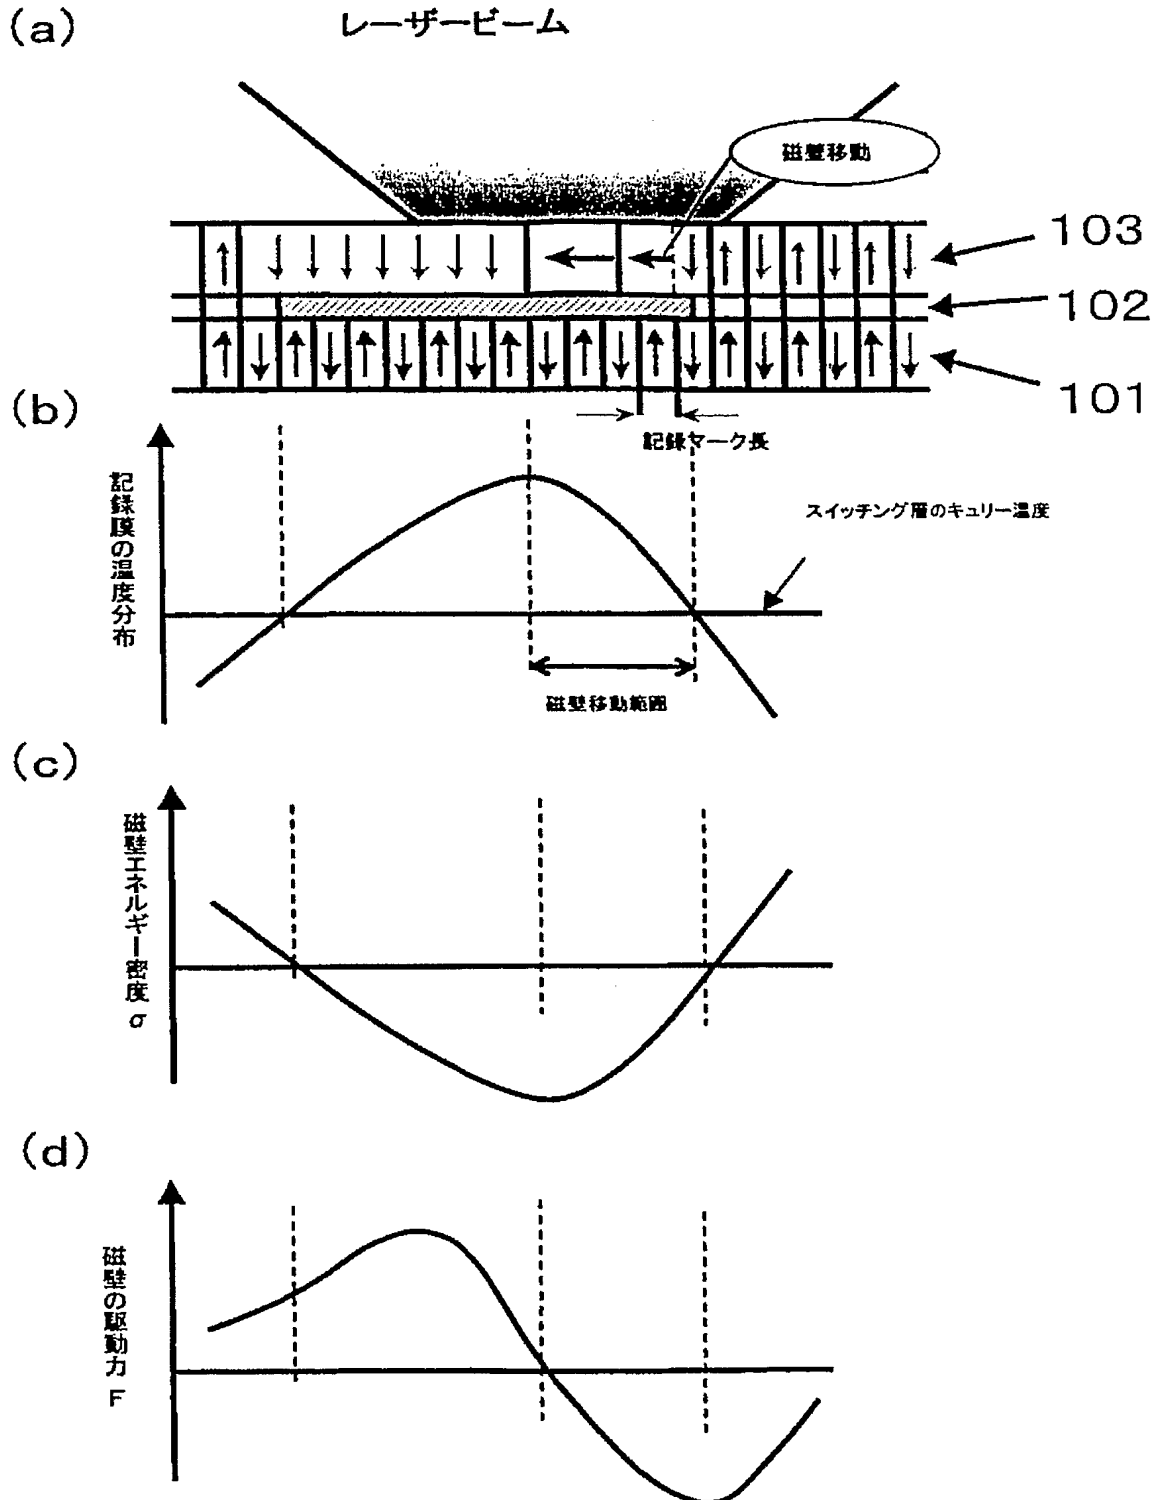 (a)
レーザービーム
磁壁移動
103
102
101
記録マーク長
(b)
記録膜の温度分布
スイッチング層のキュリー温度
磁壁移動範囲
(c)
磁壁エネルギー密度 σ
(d)
磁壁の駆動力 F